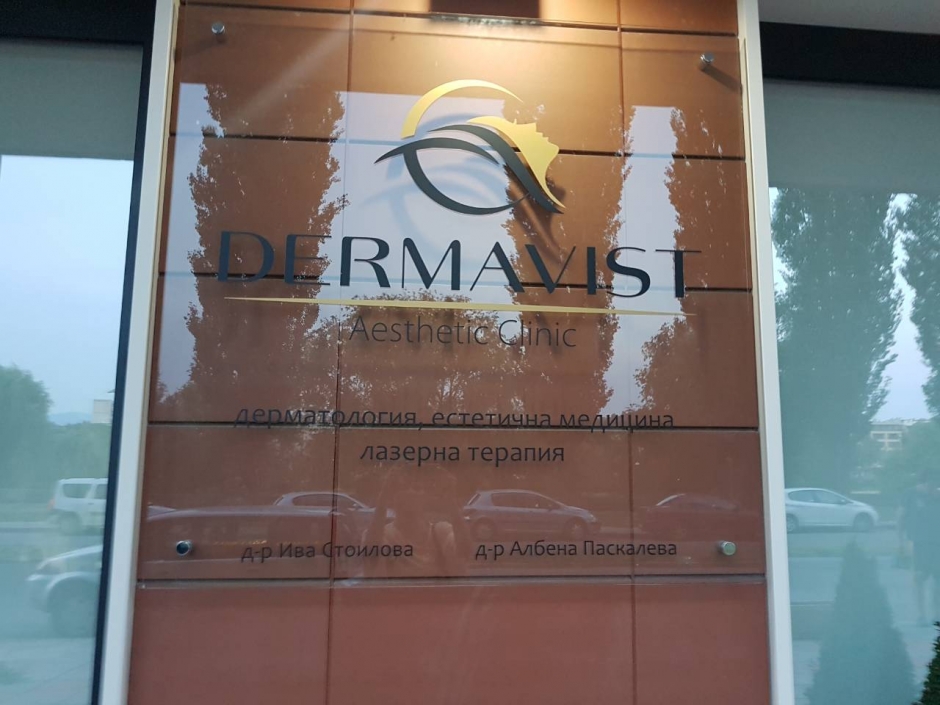 DERMAVIST
Aesthetic Clinic
дерматология, естетична медицина
лазерна терапия
д-р Ива Стоилова д-р Албена Паскалева